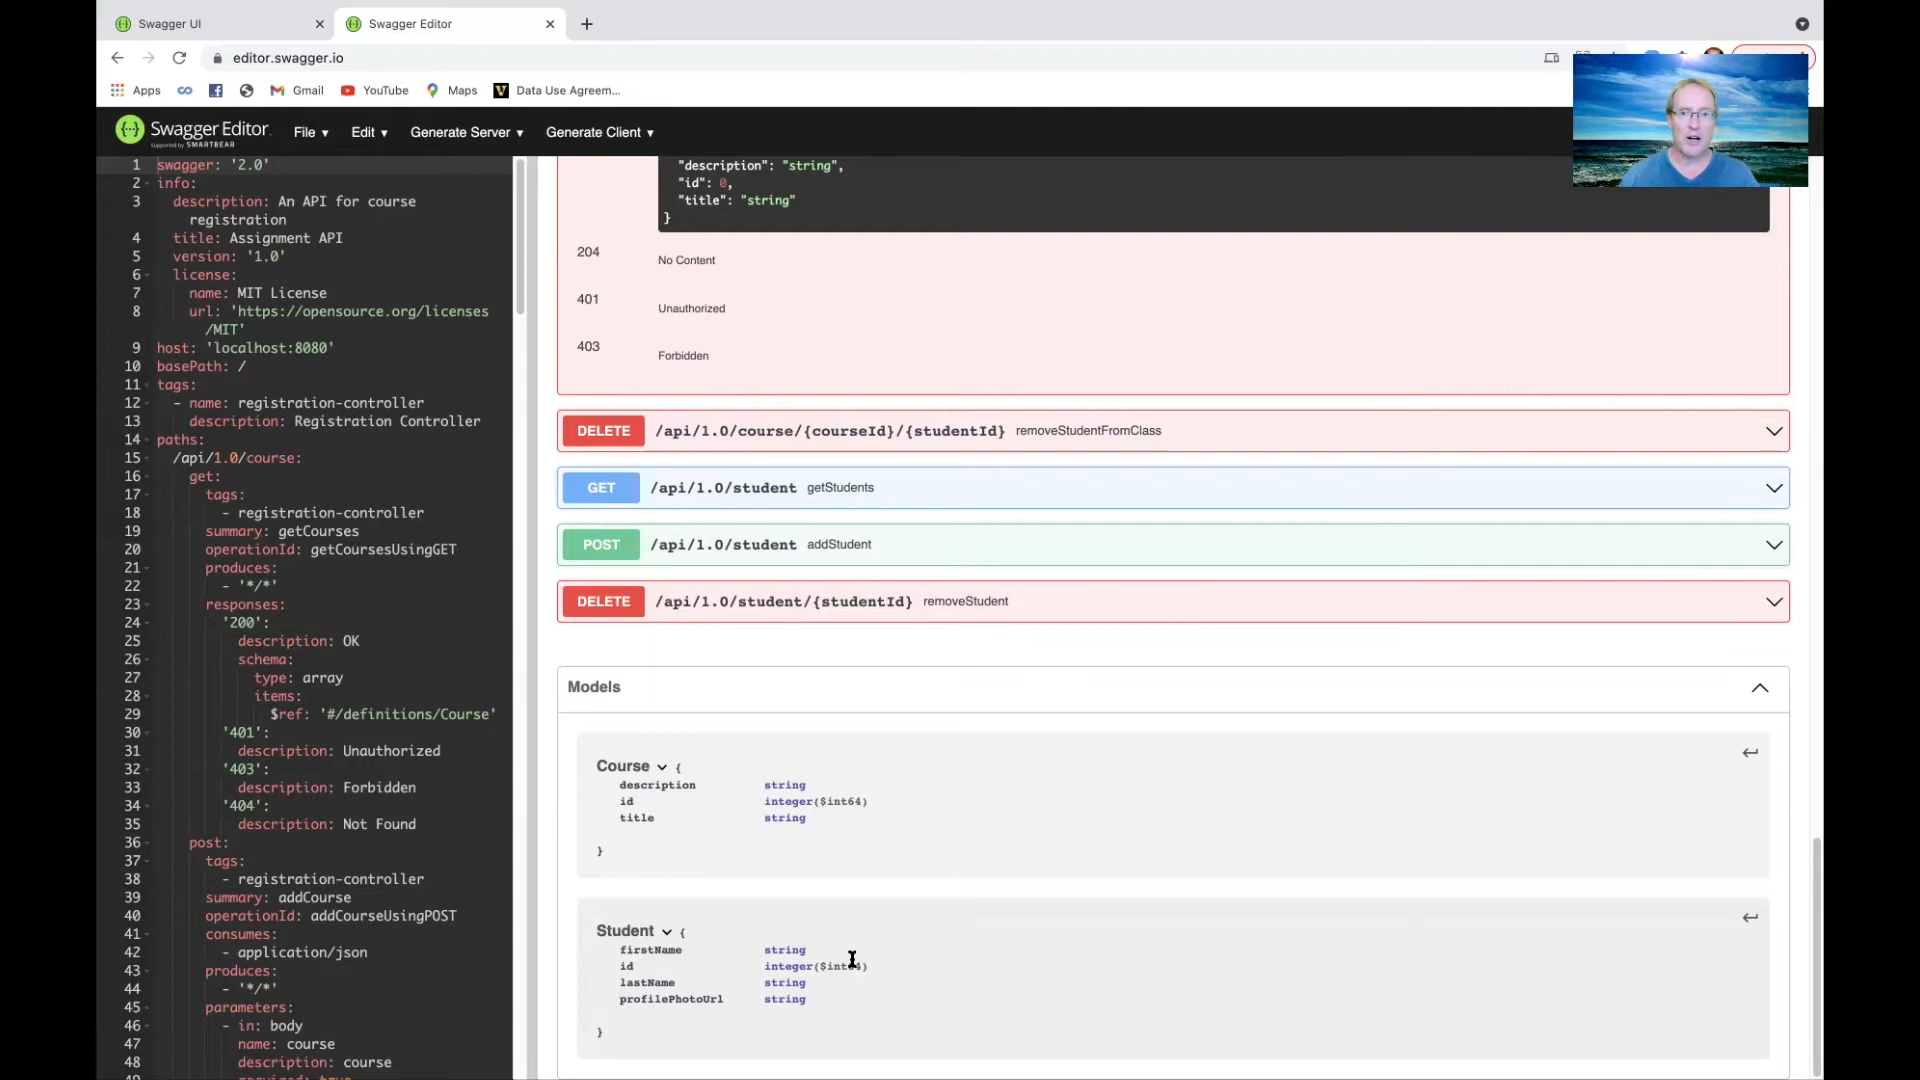 Swagger UI
Swagger Editor
editor.swagger.io
Apps
Gmail
YouTube
Maps
Data Use Agreem...
Swagger Editor
Supported by SMARTBEAR
File
Edit
Generate Server
Generate Client
1 swagger: '2.0'
2 info:
3 description: An API for course
registration
4 title: Assignment API
5 version: '1.0'
6 license:
7 name: MIT License
8 url: 'https://opensource.org/licenses
/MIT'
9 host: 'localhost:8080'
10 basePath: /
11 tags:
12 - name: registration-controller
13 description: Registration Controller
14 paths:
15 /api/1.0/course:
16 get:
17 tags:
18 - registration-controller
19 summary: getCourses
20 operationId: getCoursesUsingGET
21 produces:
22 - '*/*'
23 responses:
24 '200':
25 description: OK
26 schema:
27 type: array
28 items:
29 $ref: '#/definitions/Course'
30 '401':
31 description: Unauthorized
32 '403':
33 description: Forbidden
34 '404':
35 description: Not Found
36 post:
37 tags:
38 - registration-controller
39 summary: addCourse
40 operationId: addCourseUsingPOST
41 consumes:
42 - application/json
43 produces:
44 - '*/*'
45 parameters:
46 - in: body
47 name: course
48 description: course
"description": "string",
"id": 0,
"title": "string"
}
204 No Content
401 Unauthorized
403 Forbidden
DELETE /api/1.0/course/{courseId}/{studentId} removeStudentFromClass
GET /api/1.0/student getStudents
POST /api/1.0/student addStudent
DELETE /api/1.0/student/{studentId} removeStudent
Models
Course {
description string
id integer($int64)
title string
}
Student {
firstName string
id integer($int64)
lastName string
profilePhotoUrl string
}